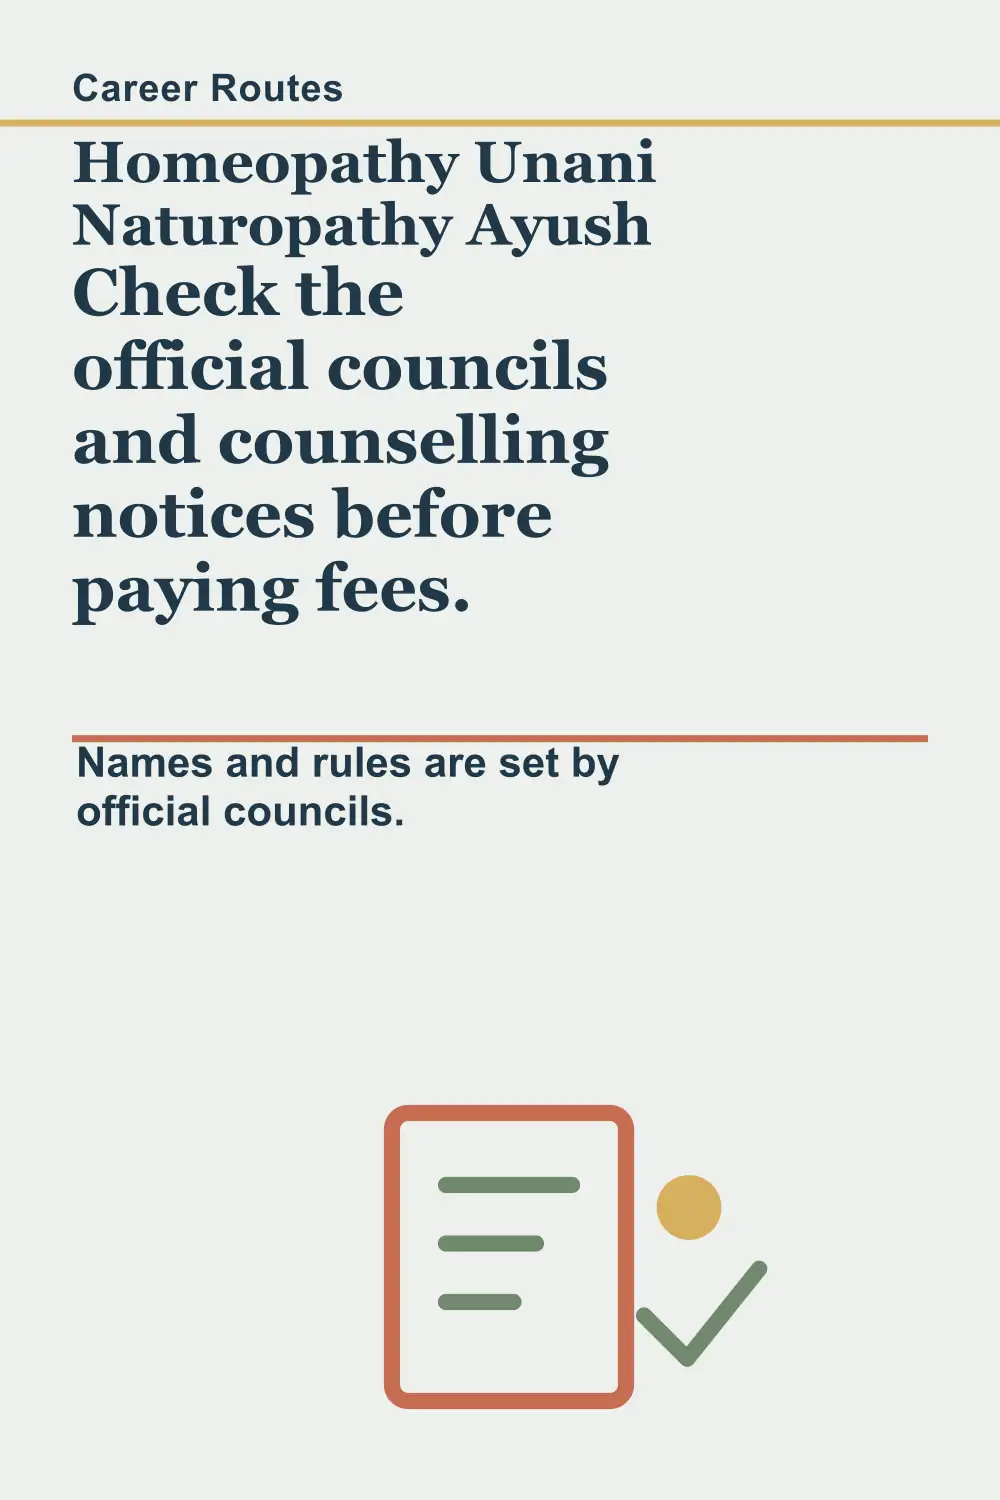 Career Routes
Homeopathy Unani
Naturopathy Ayush
Check the
official councils
and counselling
notices before
paying fees.
Names and rules are set by
official councils.